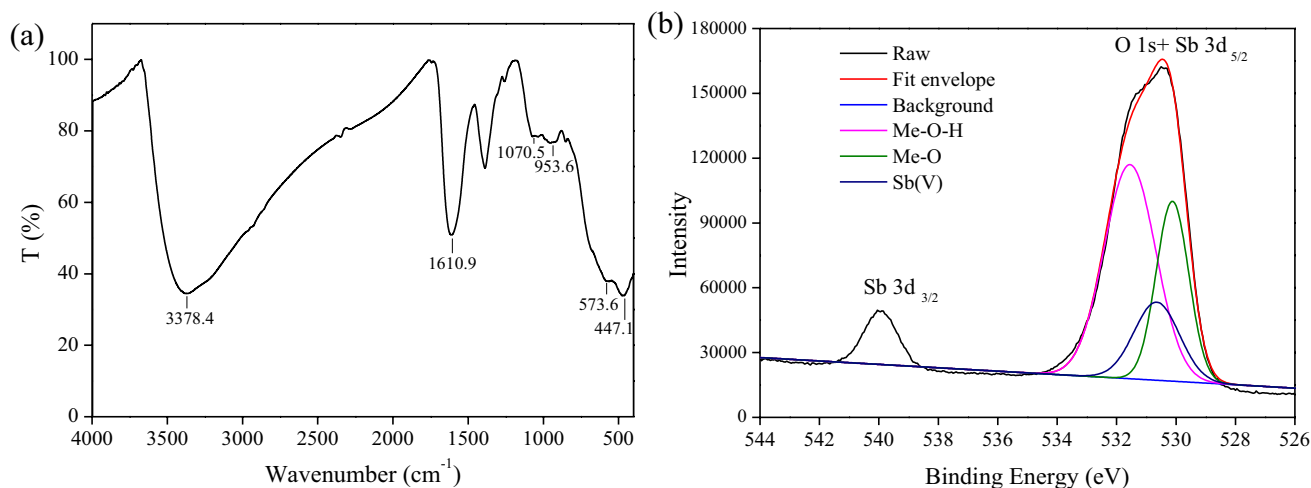 (a)
100
80
60
40
20
0
T (%)
3378.4
1610.9
1070.5
953.6
573.6
447.1
4000 3500 3000 2500 2000 1500 1000 500
Wavenumber (cm-1)
(b)
180000
150000
120000
90000
60000
30000
0
Intensity
Raw
Fit envelope
Background
Me-O-H
Me-O
Sb(V)
O 1s+ Sb 3d 5/2
Sb 3d 3/2
544 542 540 538 536 534 532 530 528 526
Binding Energy (eV)